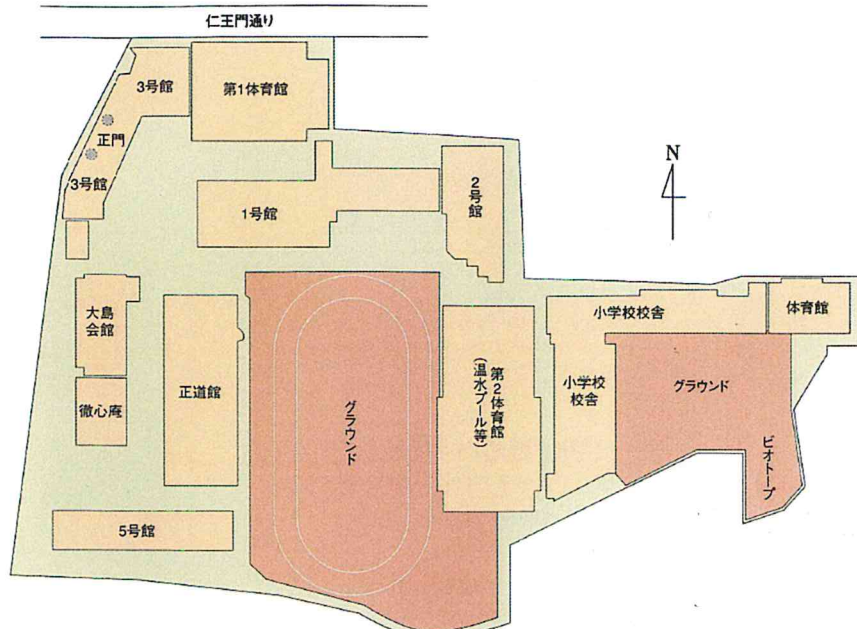 仁王門通り
3号館
第1体育館
正門
3号館
1号館
2号館
N
大島
会館
徹心庵
正道館
5号館
グラウンド
第2体育館
(温水プール等)
小学校校舎
小学校
校舎
体育館
グラウンド
ビオトープ